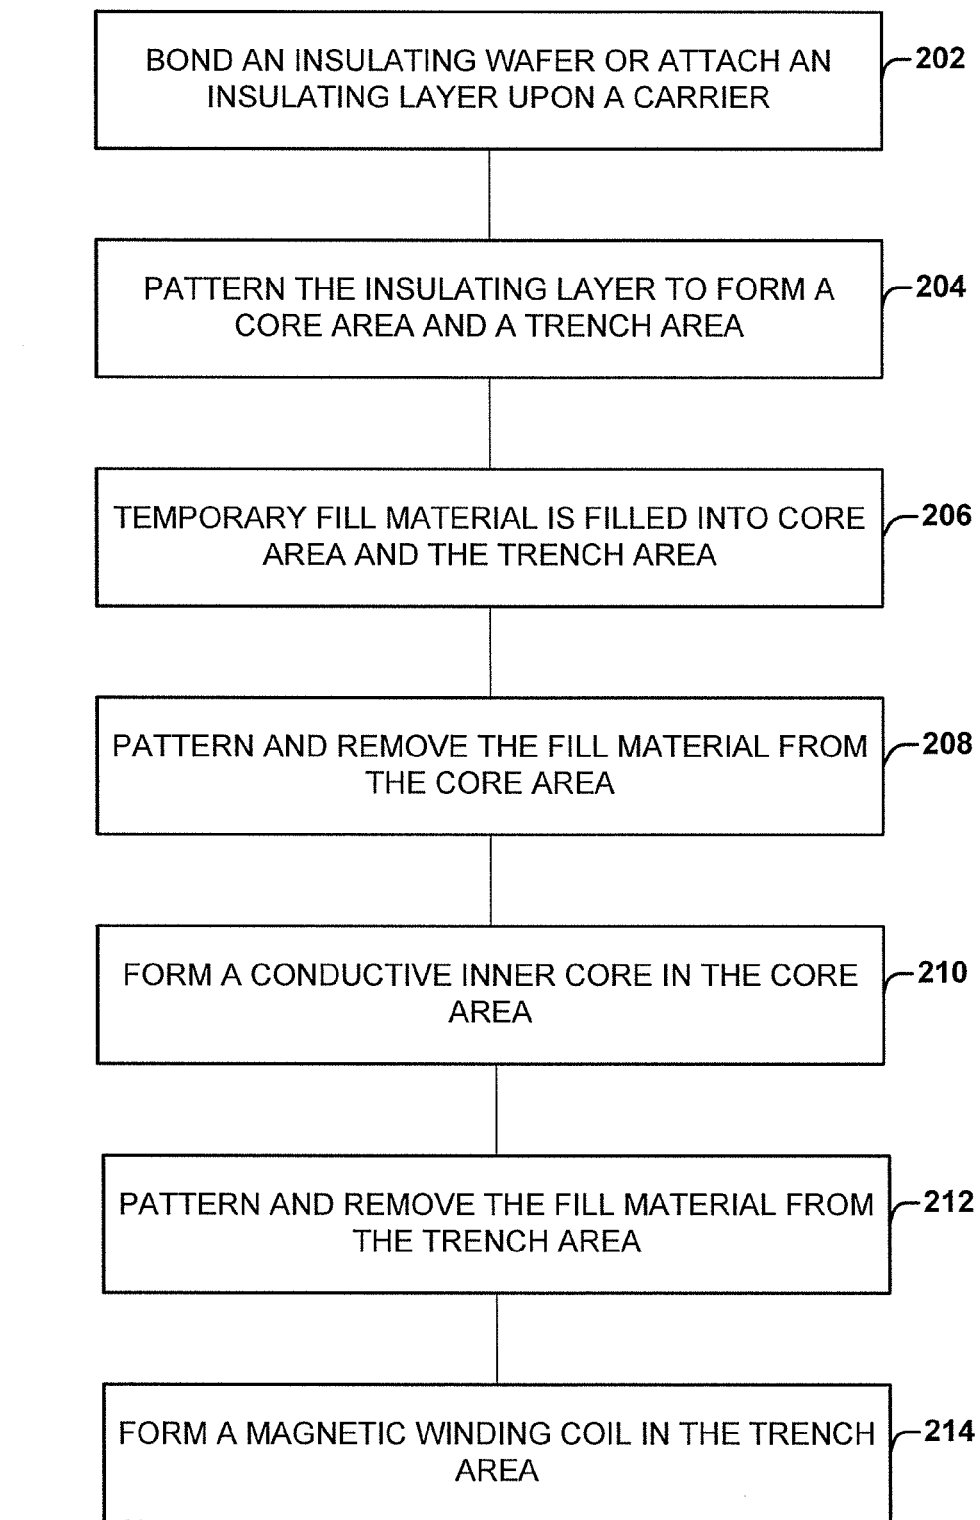 BOND AN INSULATING WAFER OR ATTACH AN
INSULATING LAYER UPON A CARRIER
202
PATTERN THE INSULATING LAYER TO FORM A
CORE AREA AND A TRENCH AREA
204
TEMPORARY FILL MATERIAL IS FILLED INTO CORE
AREA AND THE TRENCH AREA
206
PATTERN AND REMOVE THE FILL MATERIAL FROM
THE CORE AREA
208
FORM A CONDUCTIVE INNER CORE IN THE CORE
AREA
210
PATTERN AND REMOVE THE FILL MATERIAL FROM
THE TRENCH AREA
212
FORM A MAGNETIC WINDING COIL IN THE TRENCH
AREA
214